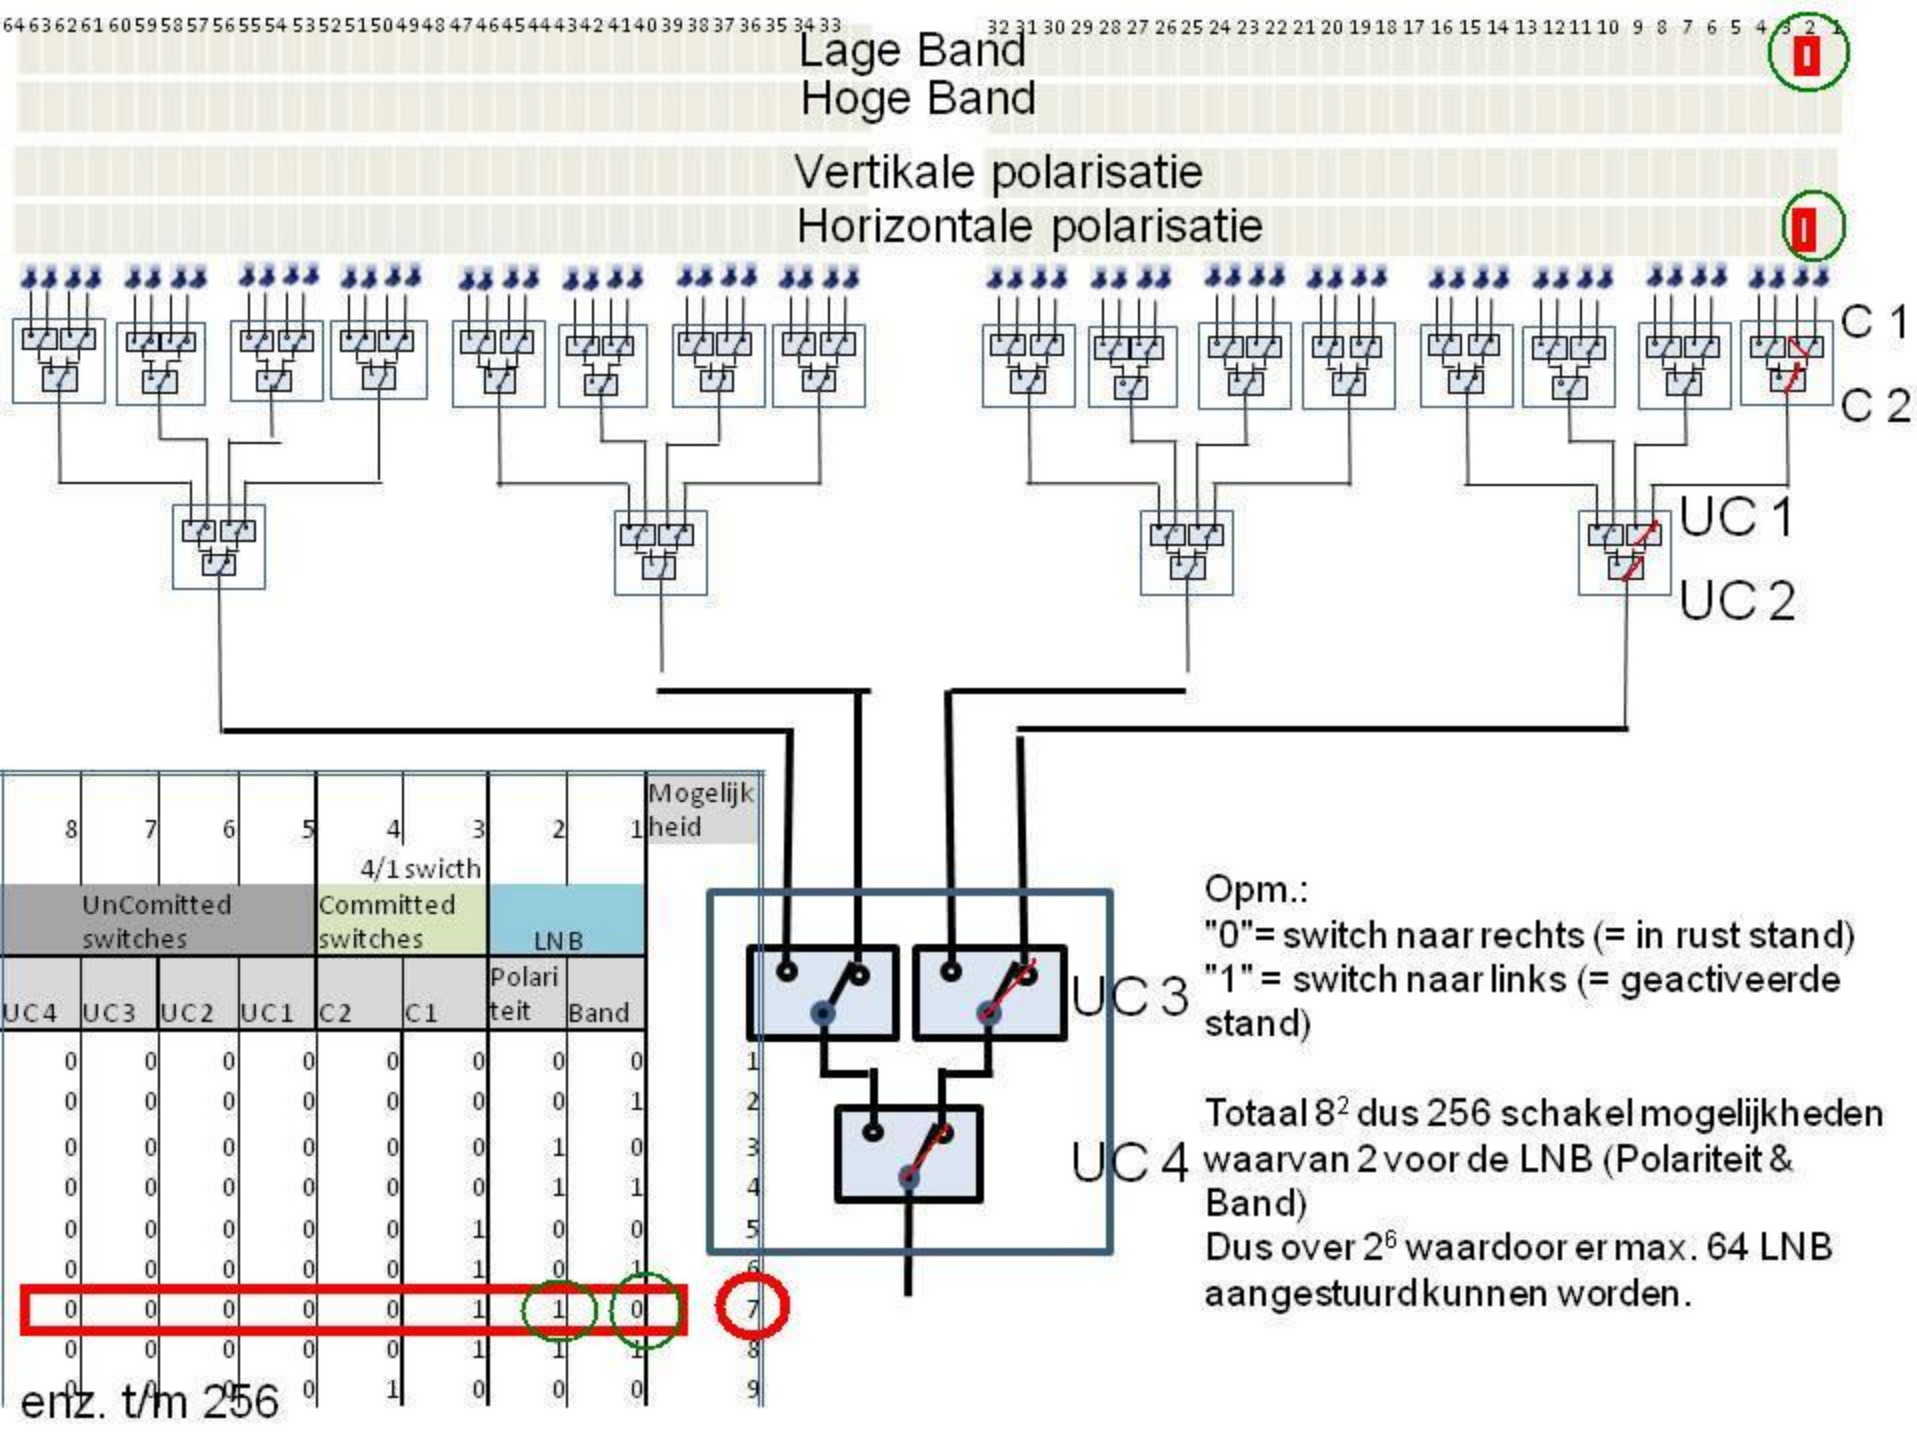 64 63 62 61 60 59 58 57 56 55 54 53 52 51 50 49 48 47 46 45 44 43 42 41 40 39 38 37 36 35 34 33
32 31 30 29 28 27 26 25 24 23 22 21 20 19 18 17 16 15 14 13 12 11 10 9 8 7 6 5 4 3 2 1
Lage Band
Hoge Band
Vertikale polarisatie
Horizontale polarisatie
C 1
C 2
UC 1
UC 2
UC 3
UC 4
Mogelijk
8 7 6 5 4 3 2 1 heid
4/1 swicth
UnComitted Committed
switches switches LNB
Polari
UC4 UC3 UC2 UC1 C2 C1 teit Band
0 0 0 0 0 0 0 0 1
0 0 0 0 0 0 0 1 2
0 0 0 0 0 0 1 0 3
0 0 0 0 0 0 1 1 4
0 0 0 0 0 1 0 0 5
0 0 0 0 0 1 0 1 6
0 0 0 0 0 1 1 0 7
0 0 0 0 0 1 1 1 8
0 0 0 0 1 0 0 0 9
enz. t/m 256
Opm.:
"0"= switch naar rechts (= in rust stand)
"1" = switch naar links (= geactiveerde
stand)
Totaal 8² dus 256 schakel mogelijkheden
waarvan 2 voor de LNB (Polariteit &
Band)
Dus over 2⁶ waardoor er max. 64 LNB
aangestuurd kunnen worden.